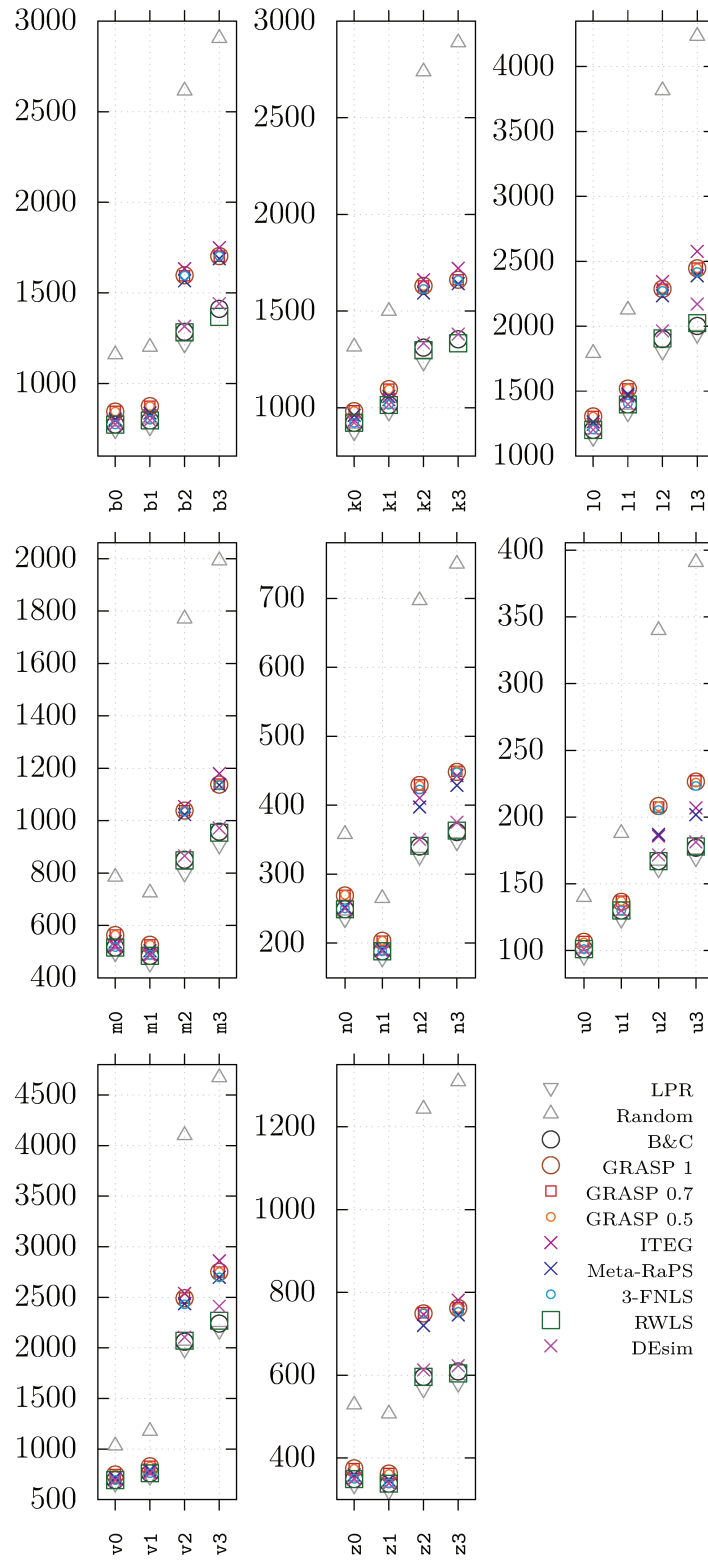 3000
2500
2000
1500
1000
b0
b1
b2
b3
3000
2500
2000
1500
1000
k0
k1
k2
k3
4000
3500
3000
2500
2000
1500
1000
l0
l1
l2
l3
2000
1800
1600
1400
1200
1000
800
600
400
m0
m1
m2
m3
700
600
500
400
300
200
n0
n1
n2
n3
400
350
300
250
200
150
100
u0
u1
u2
u3
4500
4000
3500
3000
2500
2000
1500
1000
500
v0
v1
v2
v3
1200
1000
800
600
400
z0
z1
z2
z3
LPR
Random
B&C
GRASP 1
GRASP 0.7
GRASP 0.5
ITEG
Meta-RaPS
3-FNLS
RWLS
DEsim